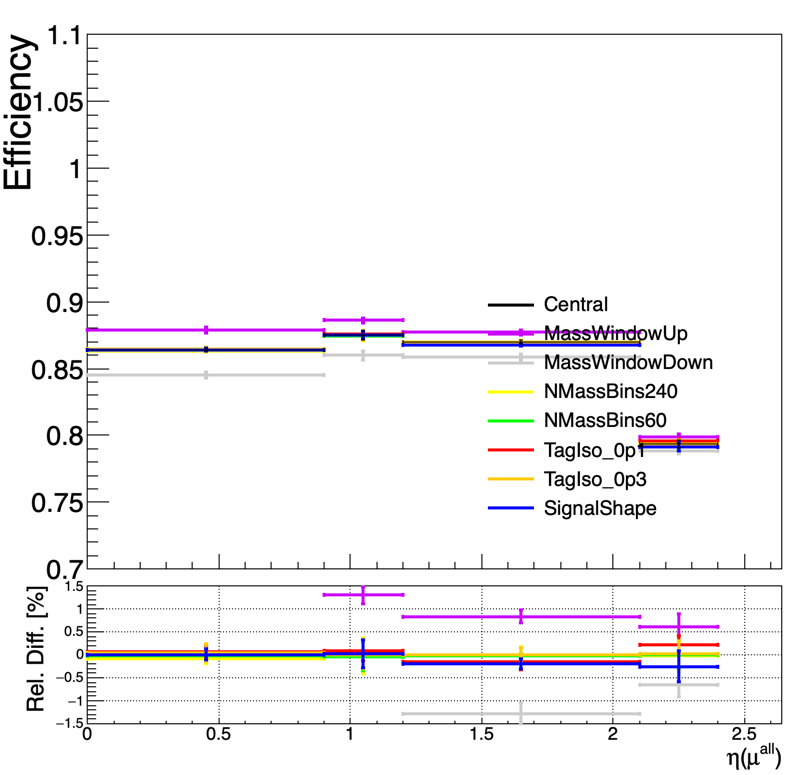 Efficiency
1.1
1.05
1
0.95
0.9
0.85
0.8
0.75
0.7
Central
MassWindowUp
MassWindowDown
NMassBins240
NMassBins60
TagIso_0p1
TagIso_0p3
SignalShape
Rel. Diff. [%]
1.5
1
0.5
0
−0.5
−1
−1.5
0 0.5 1 1.5 2 2.5
η(μ^all)